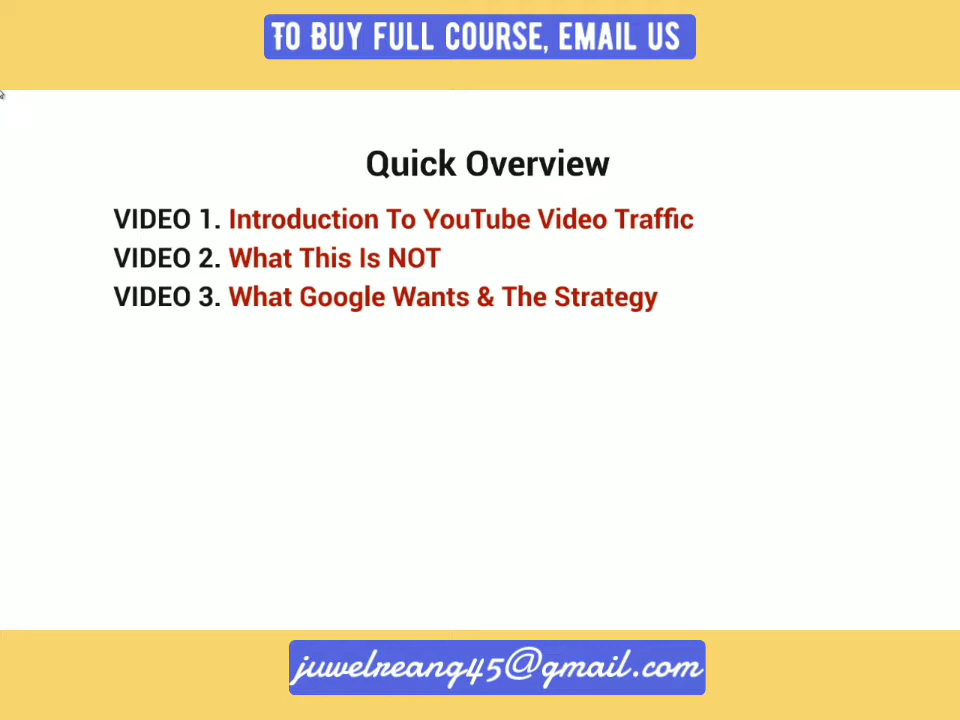 TO BUY FULL COURSE, EMAIL US
Quick Overview
VIDEO 1. Introduction To YouTube Video Traffic
VIDEO 2. What This Is NOT
VIDEO 3. What Google Wants & The Strategy
juwelreang45@gmail.com